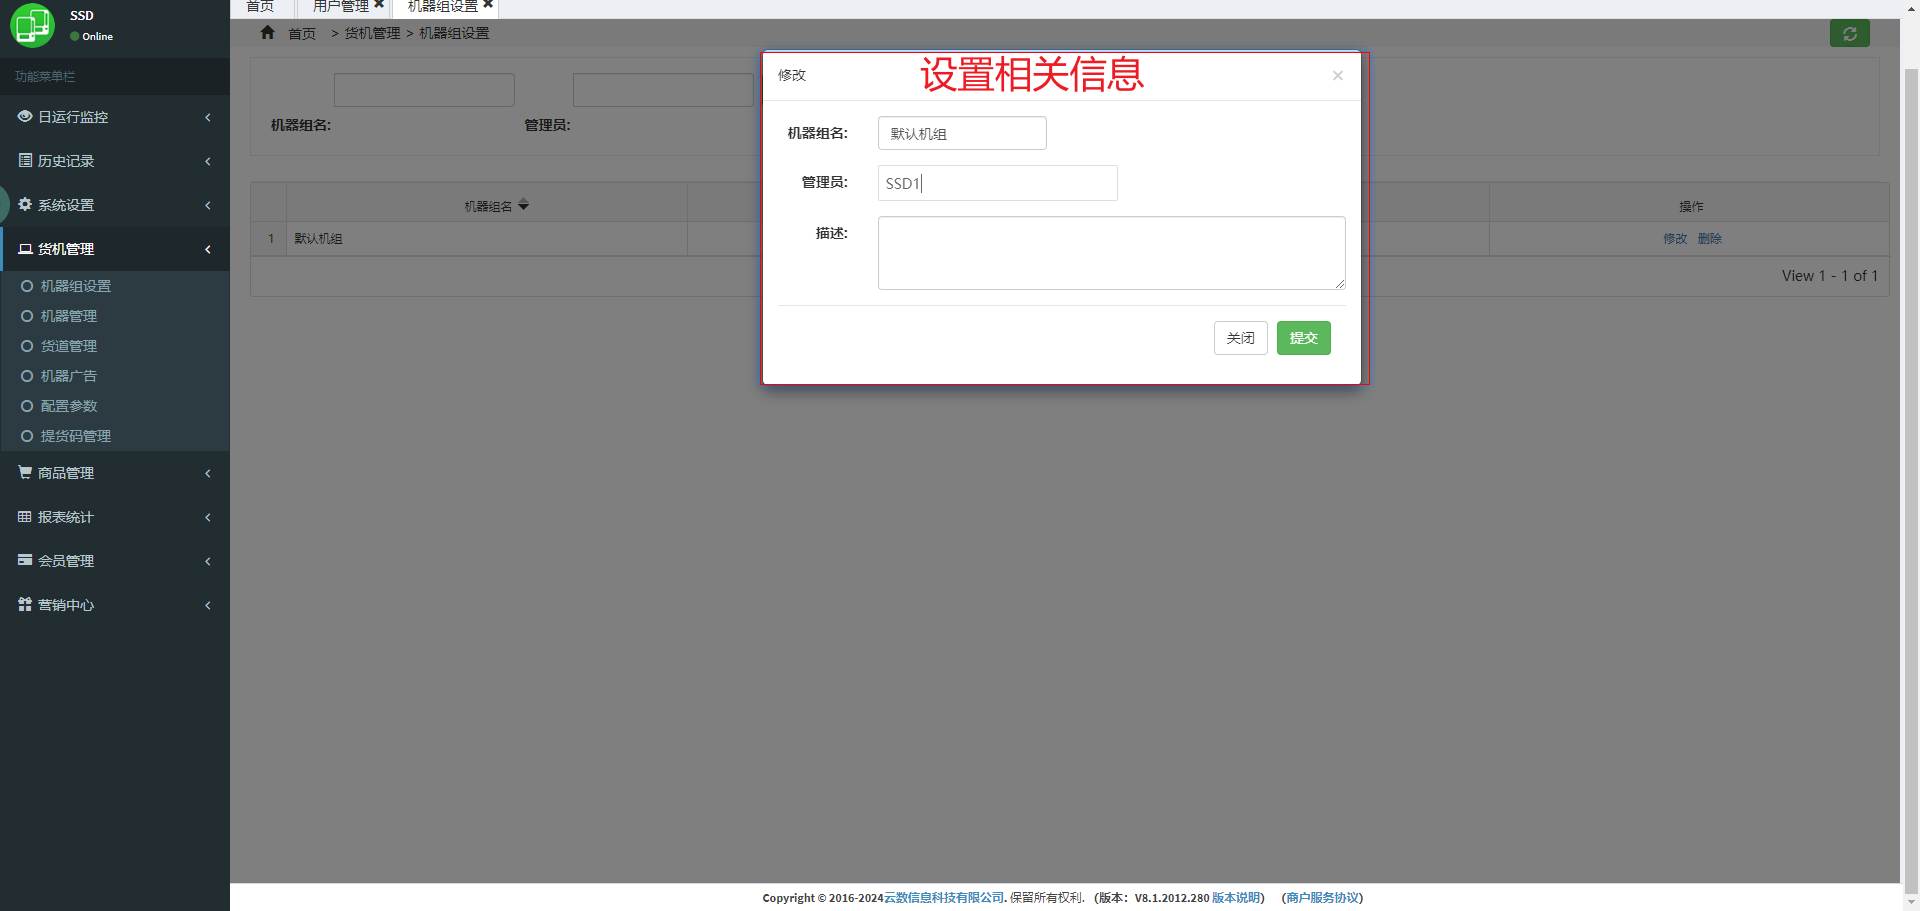 SSD
Online
功能菜单栏
日运行监控
历史记录
系统设置
货机管理
机器组设置
机器管理
货道管理
机器广告
配置参数
提货码管理
商品管理
报表统计
会员管理
营销中心
首页 用户管理 机器组设置
首页 > 货机管理 > 机器组设置
机器组名: 管理员:
机器组名 操作
1 默认机组 修改 删除
View 1 - 1 of 1
修改 设置相关信息 ×
机器组名: 默认机组
管理员: SSD1
描述:
关闭 提交
Copyright © 2016-2024云数信息科技有限公司. 保留所有权利. (版本：V8.1.2012.280 版本说明) (商户服务协议)